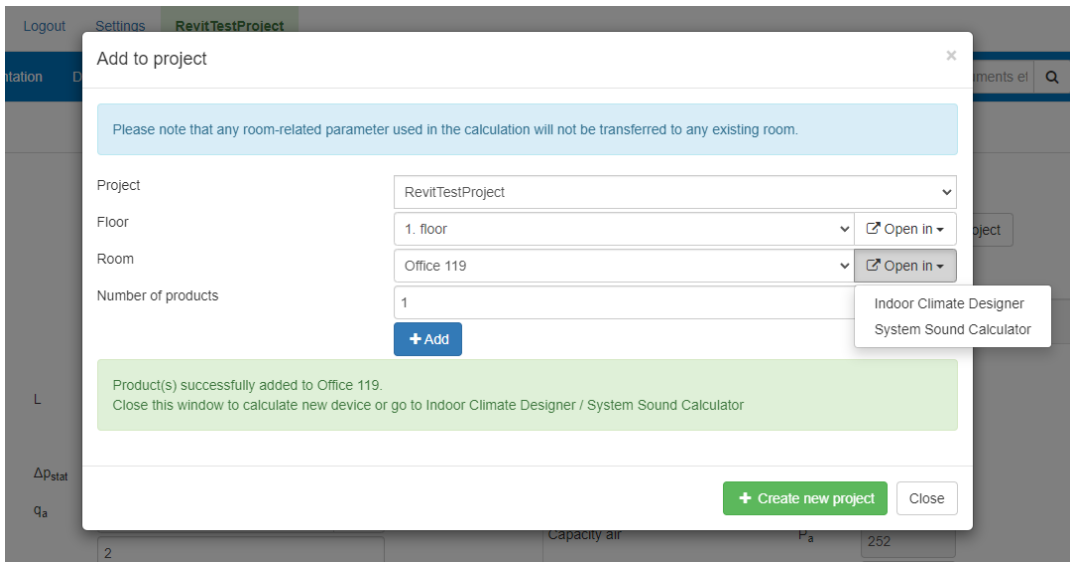 Logout Settings RevitTestProject
Add to project ×
ntation D ments el
Please note that any room-related parameter used in the calculation will not be transferred to any existing room.
Project RevitTestProject
Floor 1. floor Open in
oject
Room Office 119 Open in
Number of products 1
Indoor Climate Designer
System Sound Calculator
+ Add
Product(s) successfully added to Office 119.
Close this window to calculate new device or go to Indoor Climate Designer / System Sound Calculator
L
Δpstat
+ Create new project Close
qa
Capacity air Pa 252
2